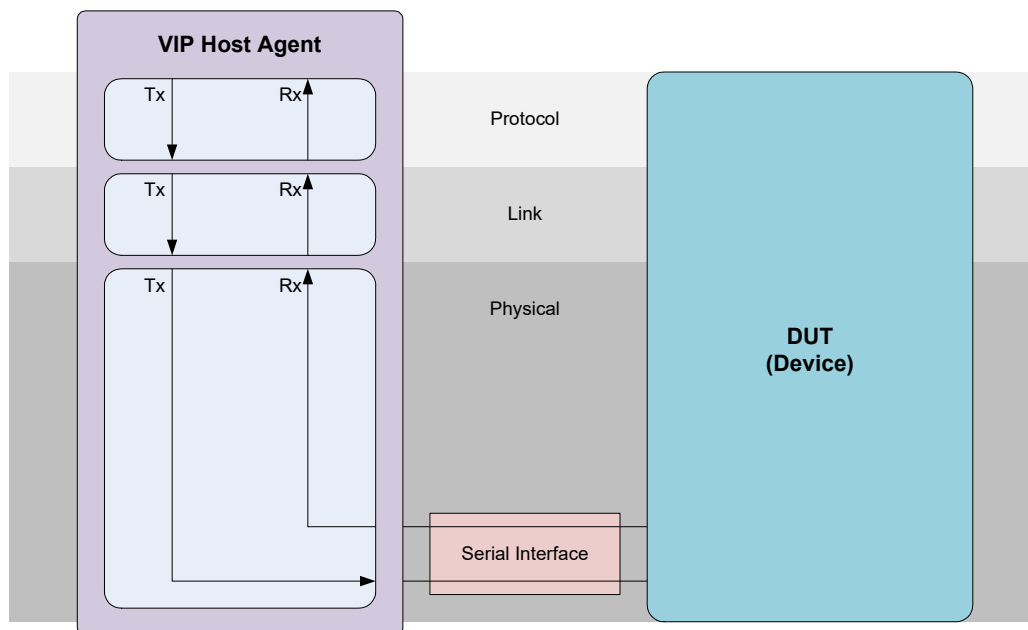 VIP Host Agent
Tx Rx
Protocol
Tx Rx
Link
Tx Rx
Physical
DUT
(Device)
Serial Interface